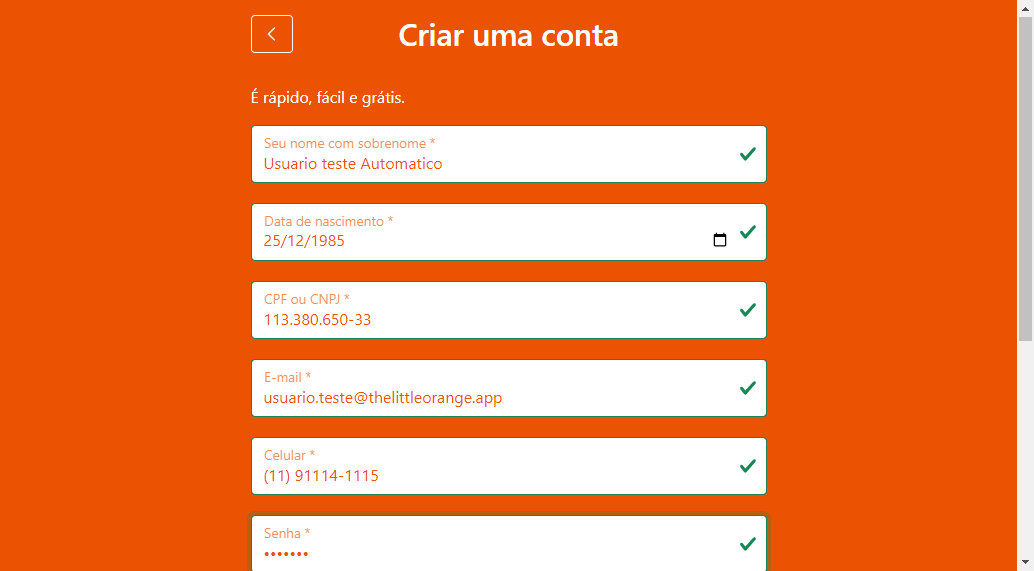 Criar uma conta
É rápido, fácil e grátis.
Seu nome com sobrenome *
Usuario teste Automatico
Data de nascimento *
25/12/1985
CPF ou CNPJ *
113.380.650-33
E-mail *
usuario.teste@thelittleorange.app
Celular *
(11) 91114-1115
Senha *
•••••••